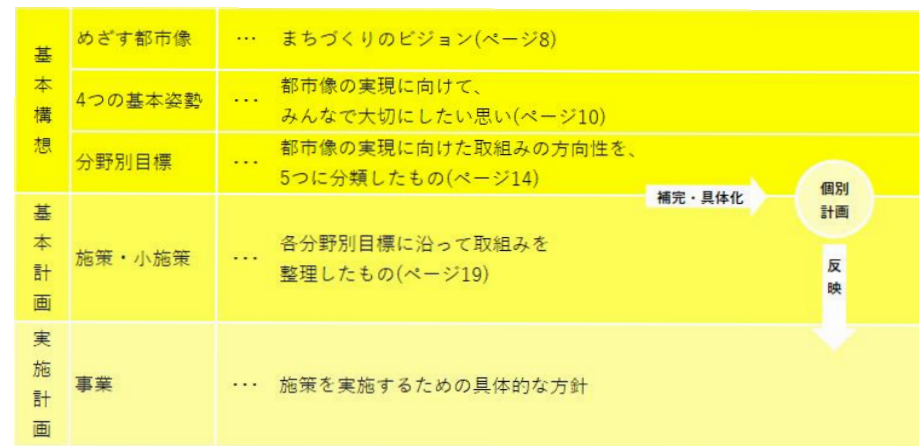 基本構想
めざす都市像 … まちづくりのビジョン(ページ8)
4つの基本姿勢 … 都市像の実現に向けて、
みんなで大切にしたい思い(ページ10)
分野別目標 … 都市像の実現に向けた取組みの方向性を、
5つに分類したもの(ページ14)
補完・具体化
個別
計画
基本計画
施策・小施策 … 各分野別目標に沿って取組みを
整理したもの(ページ19)
反映
実施計画
事業 … 施策を実施するための具体的な方針